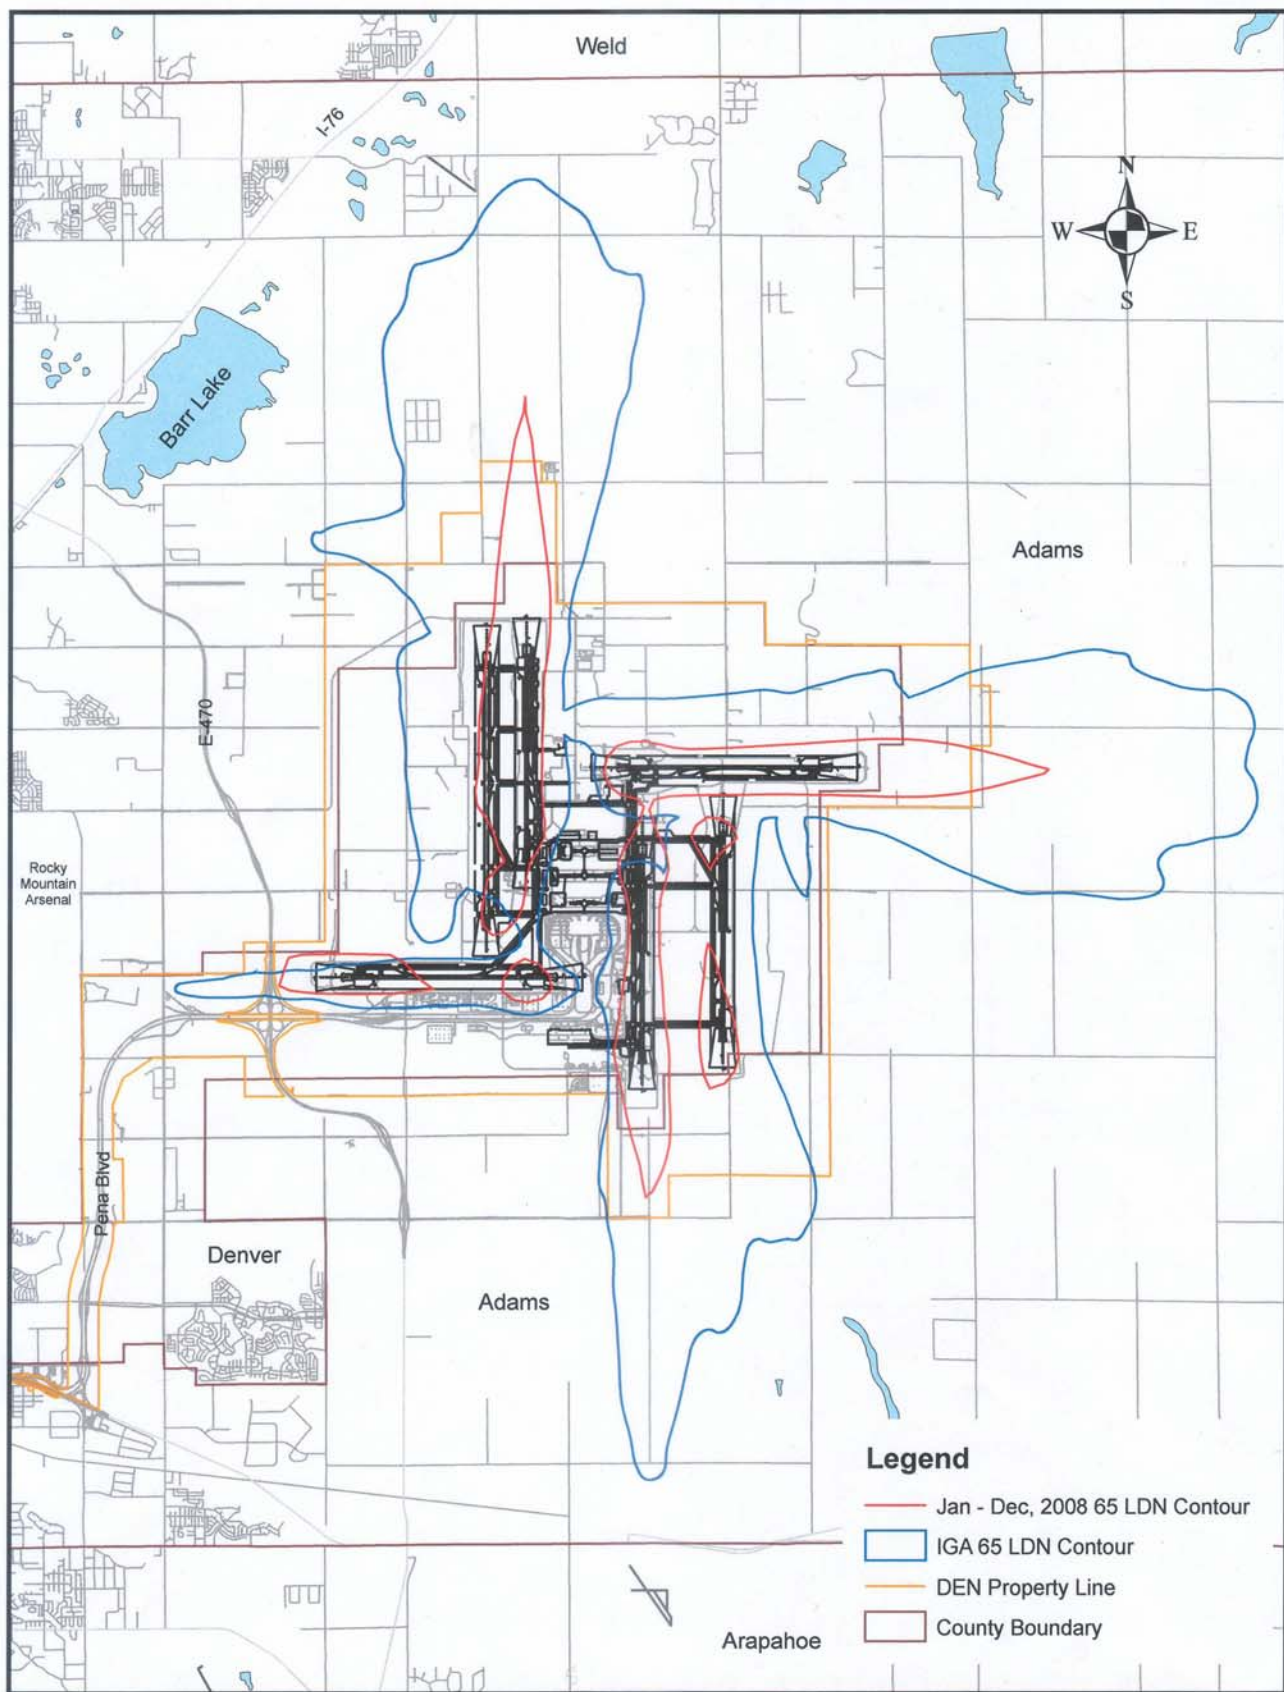 Weld
I-76
N
W
E
S
Barr Lake
Adams
E-470
Rocky
Mountain
Arsenal
Pena Blvd
Denver
Adams
Legend
Jan - Dec, 2008 65 LDN Contour
IGA 65 LDN Contour
DEN Property Line
County Boundary
Arapahoe